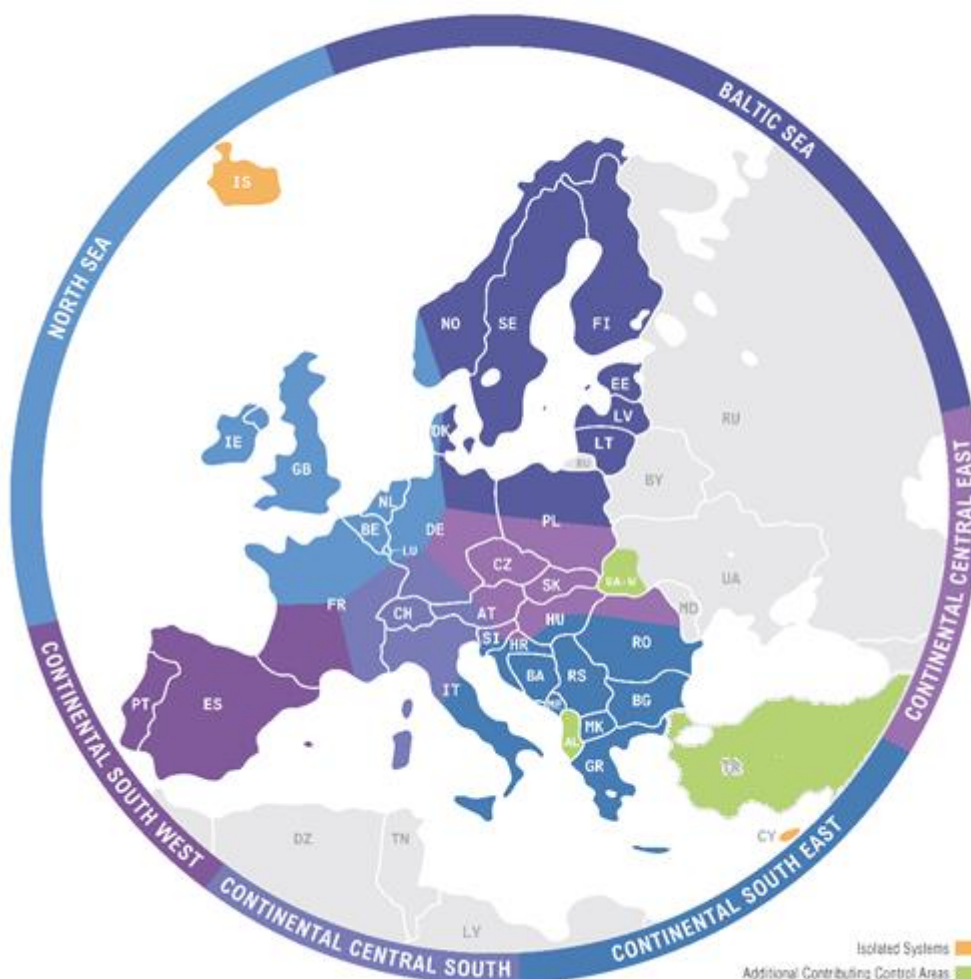 BALTIC SEA
NORTH SEA
IS
NO
SE
FI
EE
LV
LT
RU
RU
BY
DK
IE
GB
NL
BE
LU
DE
PL
UA-W
UA
MD
CZ
SK
FR
CH
AT
HU
SI
HR
RO
BA
RS
IT
BG
MK
AL
GR
PT
ES
TR
CY
DZ
TN
LY
CONTINENTAL CENTRAL EAST
CONTINENTAL SOUTH WEST
CONTINENTAL CENTRAL SOUTH
CONTINENTAL SOUTH EAST
Isolated Systems
Additional Contributing Control Areas